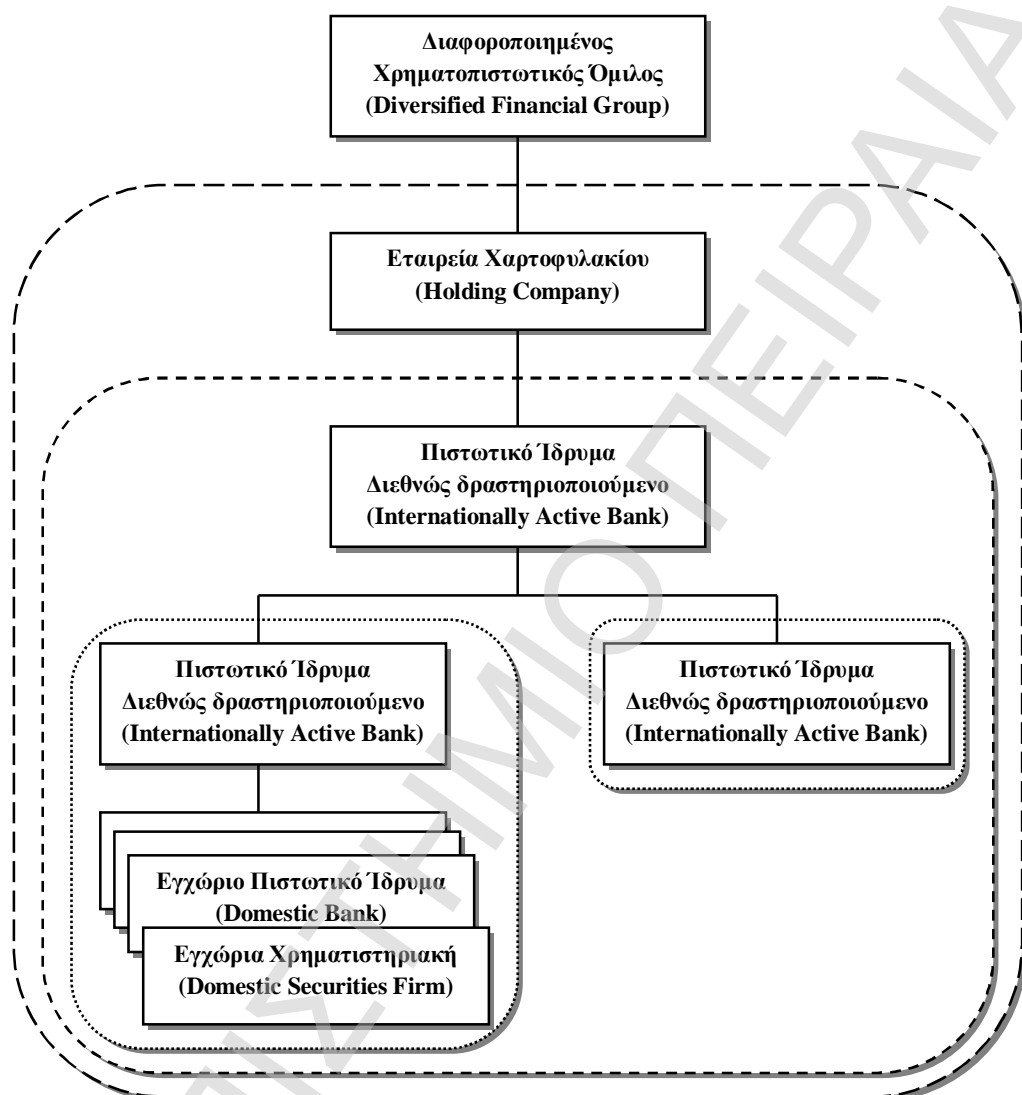 Διαφοροποιημένος
Χρηματοπιστωτικός Όμιλος
(Diversified Financial Group)
Εταιρεία Χαρτοφυλακίου
(Holding Company)
Πιστωτικό Ίδρυμα
Διεθνώς δραστηριοποιούμενο
(Internationally Active Bank)
Πιστωτικό Ίδρυμα
Διεθνώς δραστηριοποιούμενο
(Internationally Active Bank)
Πιστωτικό Ίδρυμα
Διεθνώς δραστηριοποιούμενο
(Internationally Active Bank)
Εγχώριο Πιστωτικό Ίδρυμα
(Domestic Bank)
Εγχώρια Χρηματιστηριακή
(Domestic Securities Firm)
ΠΙΣΤΗΜΙΟ ΠΕΙΡΑΙΑ